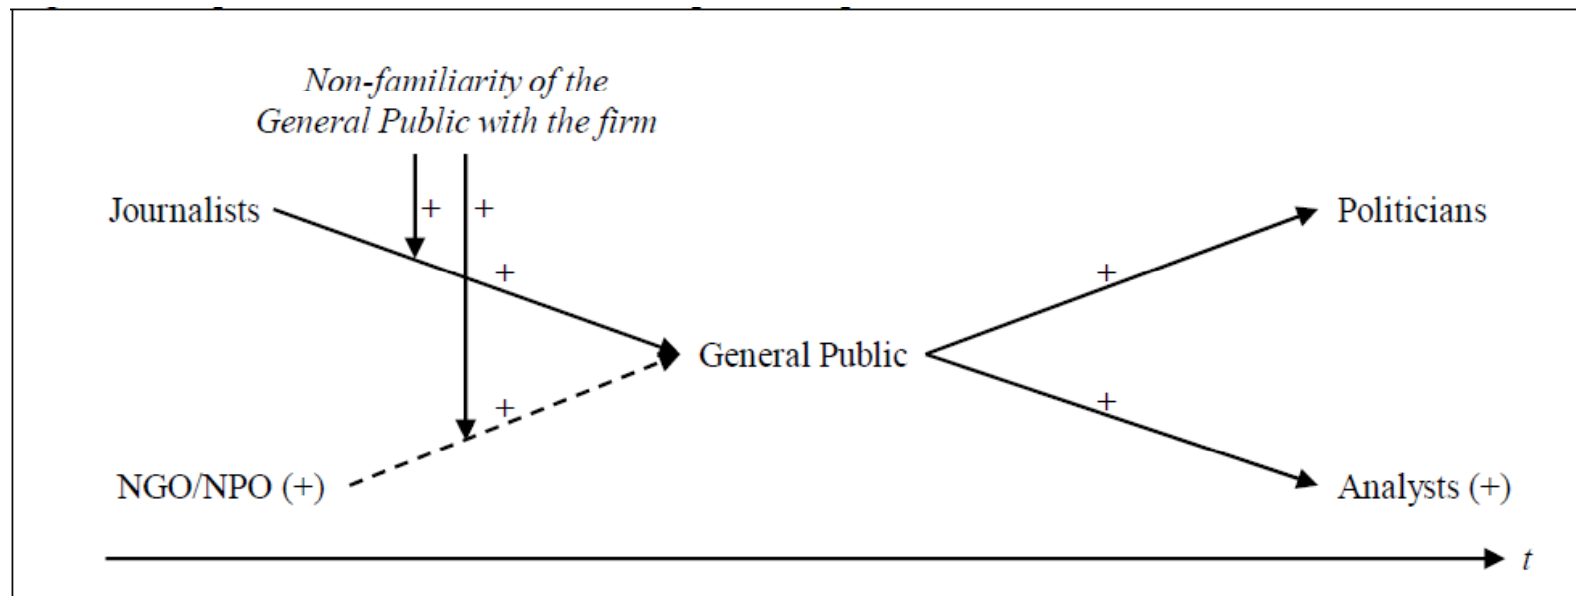 Non-familiarity of the
General Public with the firm
+ +
Journalists
Politicians
+
+
General Public
+
+
NGO/NPO (+)
Analysts (+)
t